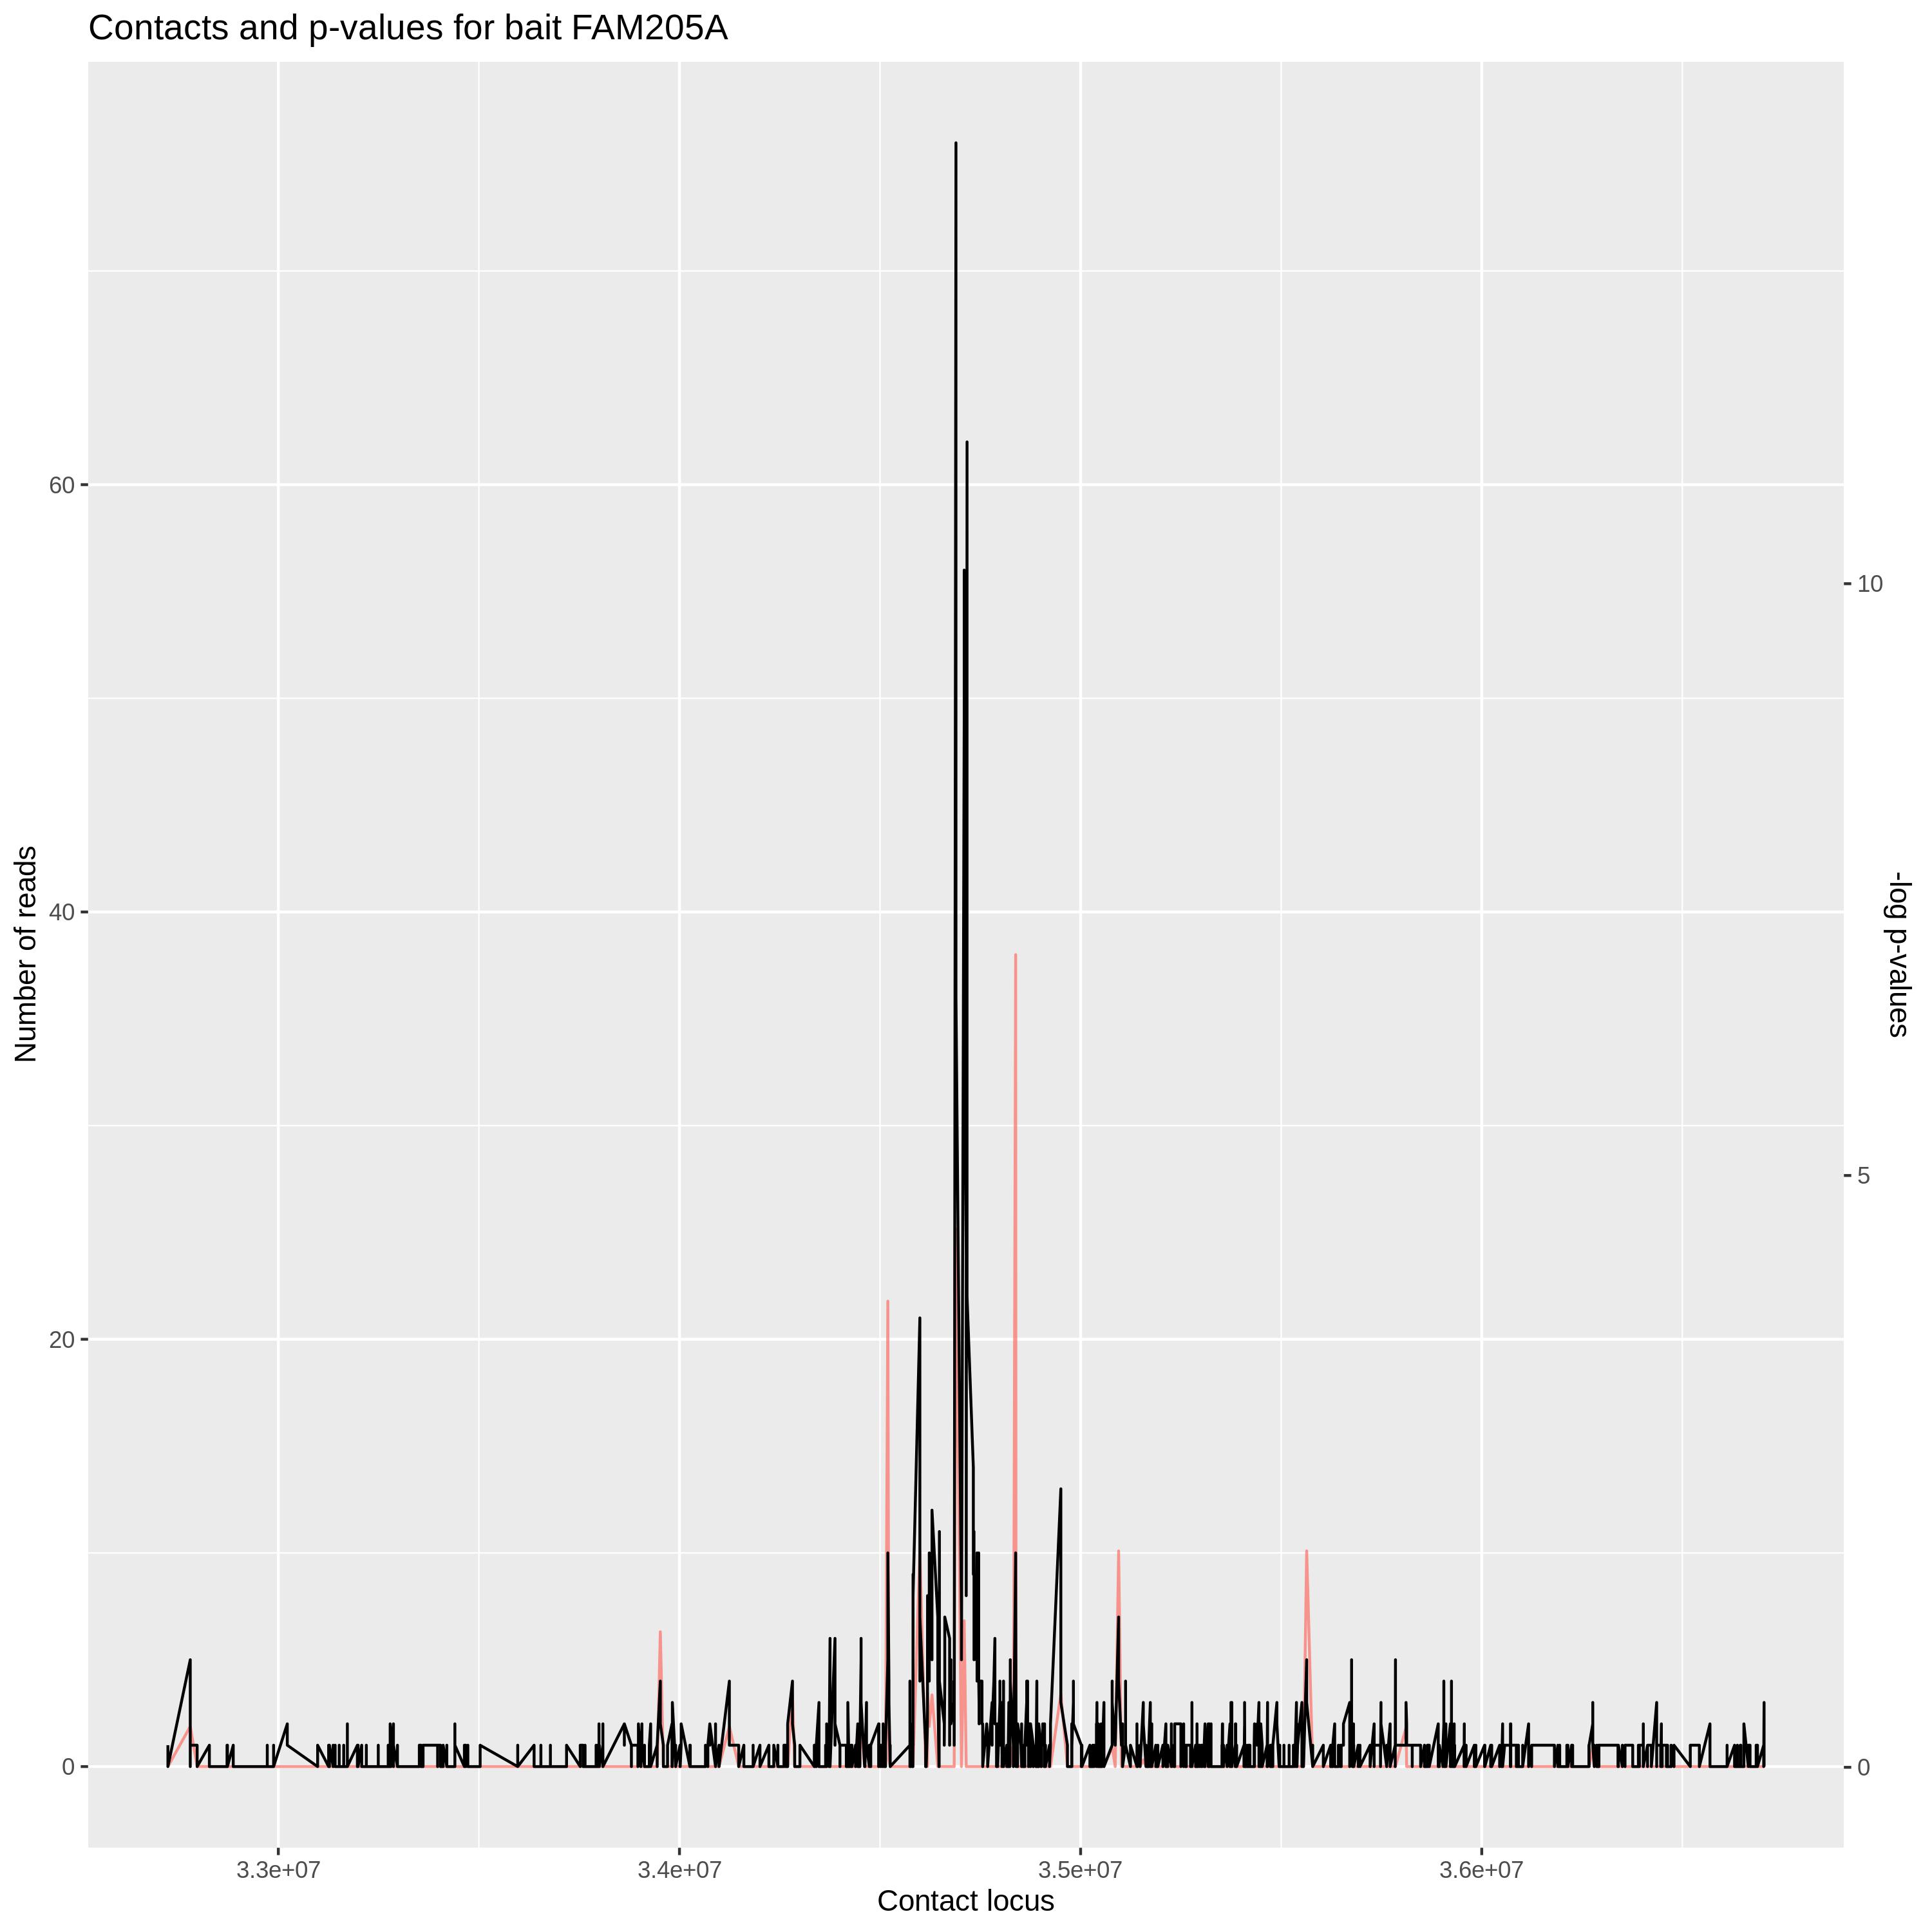 Contacts and p-values for bait FAM205A
Number of reads
60
40
20
0
10
5
0
-log p-values
3.3e+07
3.4e+07
3.5e+07
3.6e+07
Contact locus